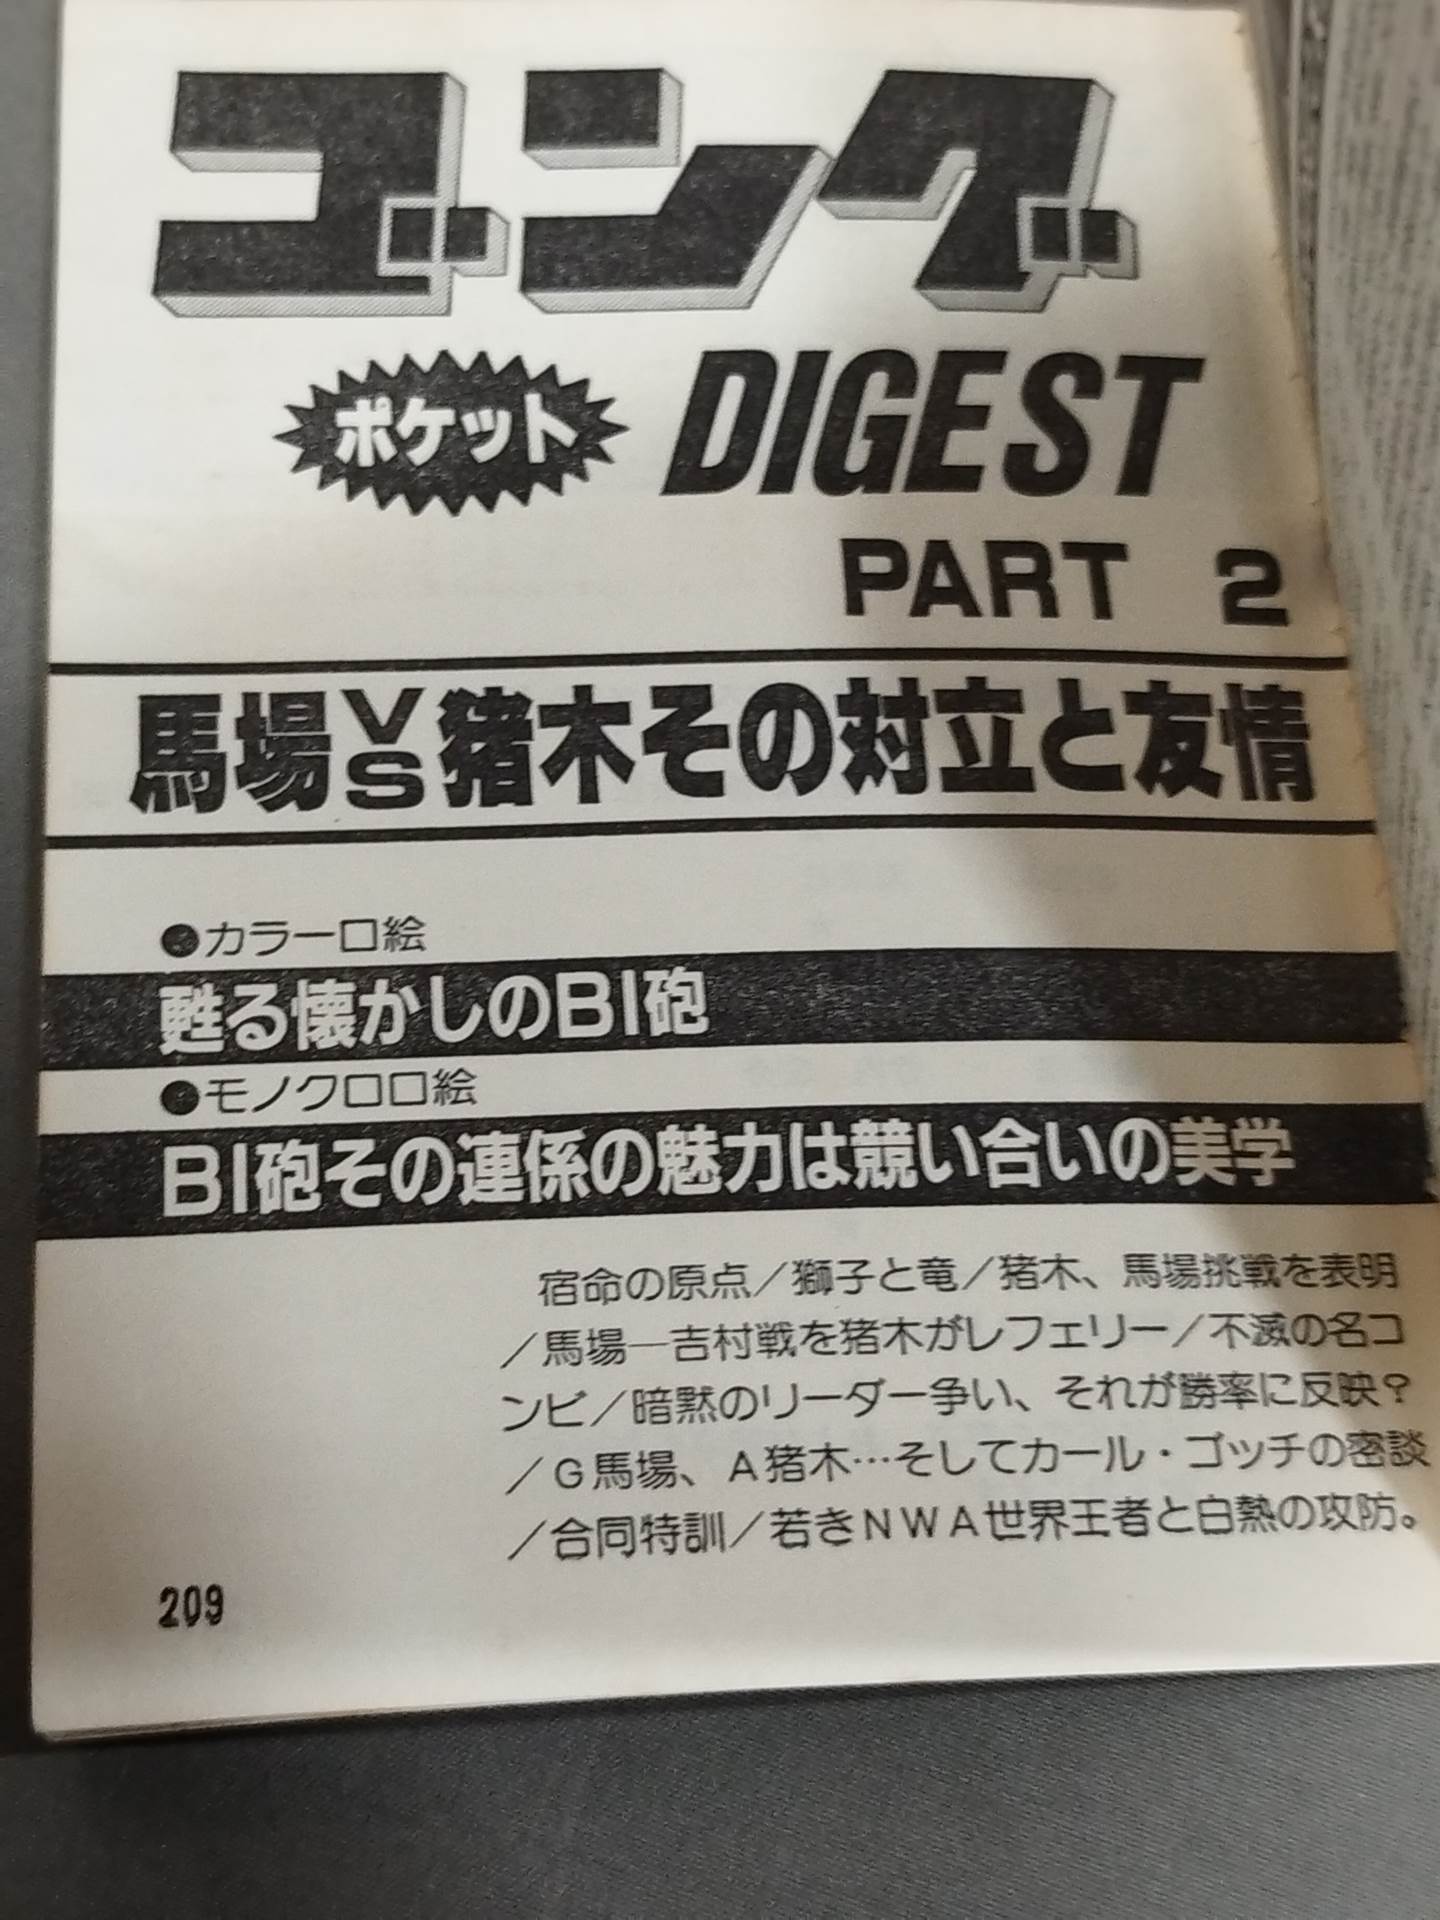 ゴング
ポケット DIGEST
PART 2
馬場VS猪木その対立と友情
●カラー口絵
甦る懐かしのBI砲
●モノクロ口絵
BI砲その連係の魅力は競い合いの美学
宿命の原点／獅子と竜／猪木、馬場挑戦を表明
／馬場―吉村戦を猪木がレフェリー／不滅の名コ
ンビ／暗黙のリーダー争い、それが勝率に反映？
／G馬場、A猪木…そしてカール・ゴッチの密談
／合同特訓／若きNWA世界王者と白熱の攻防。
209